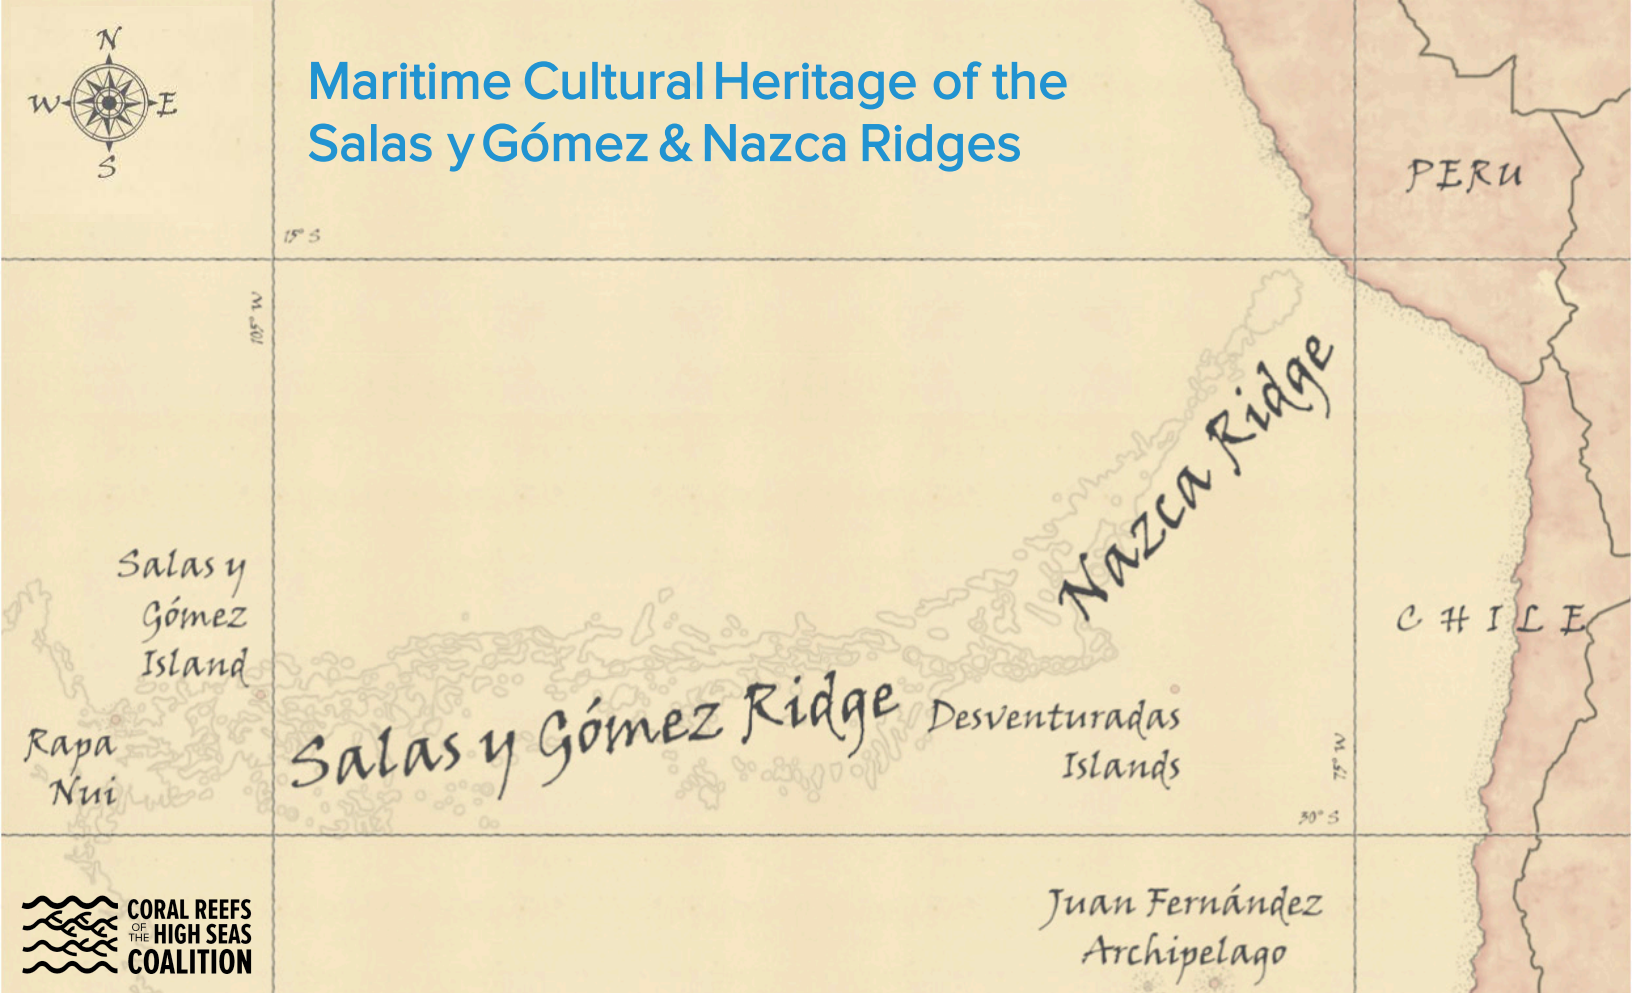 N
W E
S
Maritime Cultural Heritage of the
Salas y Gómez & Nazca Ridges
PERU
15° S
105° W
Nazca Ridge
Salas y
Gómez
Island
CHILE
Salas y Gómez Ridge
Desventuradas
Islands
Rapa
Nui
75° W
30° S
Juan Fernández
Archipelago
CORAL REEFS
OF THE HIGH SEAS
COALITION